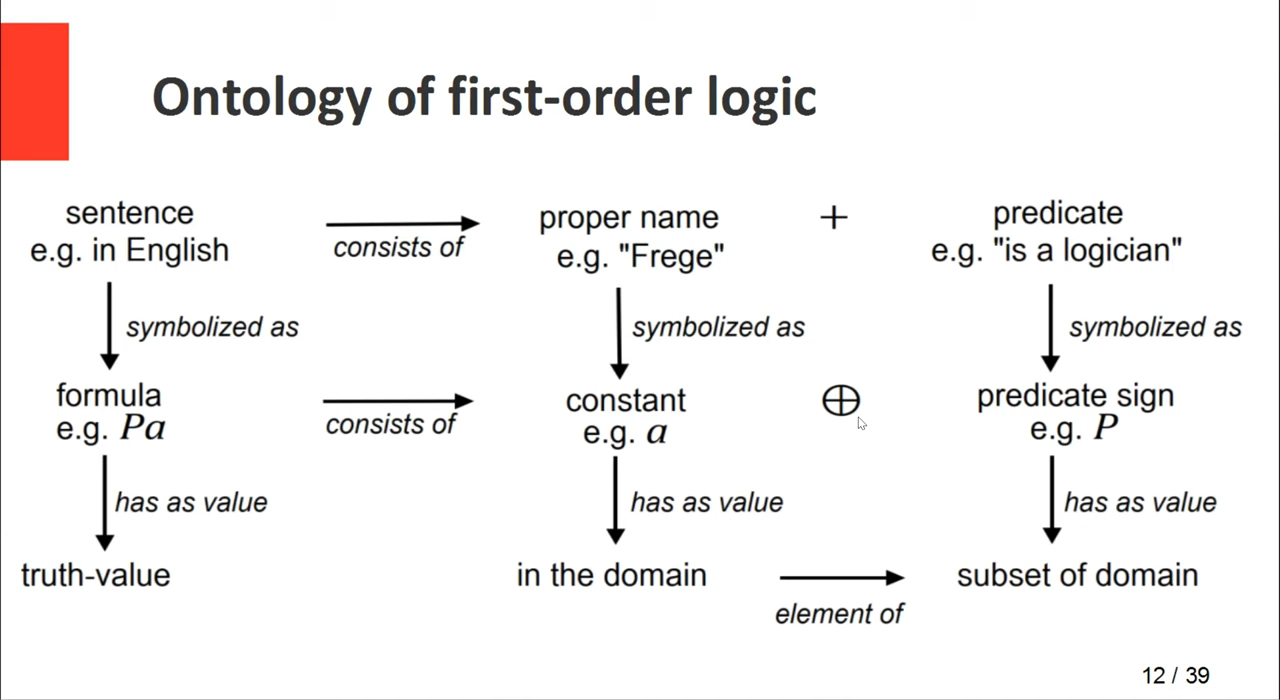 Ontology of first-order logic
sentence
e.g. in English
consists of
proper name
e.g. "Frege"
+
predicate
e.g. "is a logician"
symbolized as
symbolized as
symbolized as
formula
e.g. Pa
consists of
constant
e.g. a
⊕
predicate sign
e.g. P
has as value
has as value
has as value
truth-value
in the domain
element of
subset of domain
12 / 39